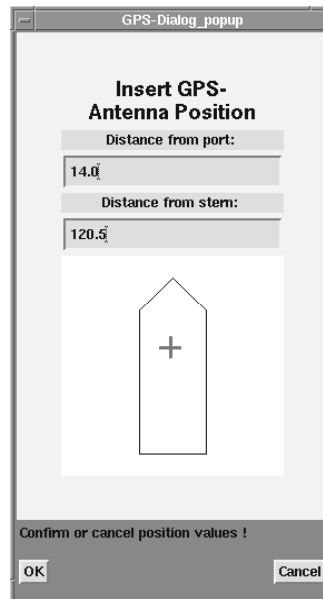 GPS-Dialog_popup
Insert GPS-
Antenna Position
Distance from port:
14.0
Distance from stern:
120.5
Confirm or cancel position values !
OK
Cancel